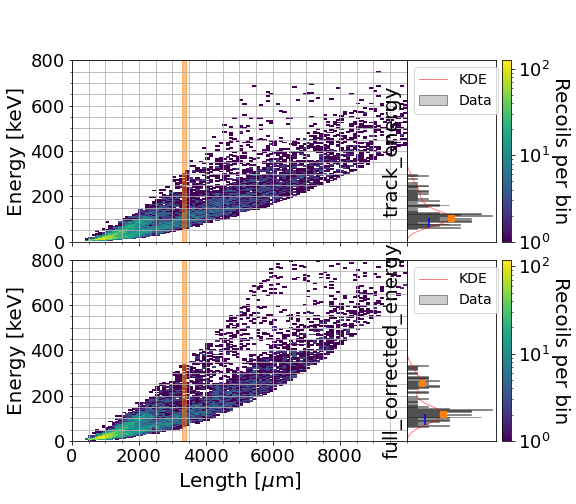 800
600
400
200
0
Energy [keV]
track_energy
KDE
Data
10²
10¹
10⁰
Recoils per bin
800
600
400
200
0
Energy [keV]
full_corrected_energy
KDE
Data
10²
10¹
10⁰
Recoils per bin
0 2000 4000 6000 8000
Length [μm]